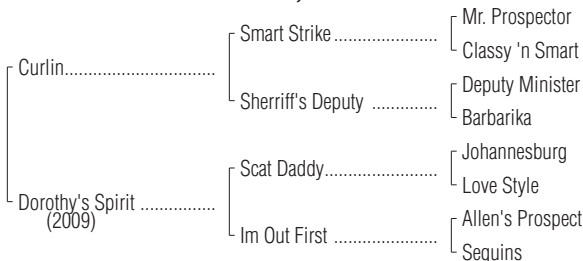 Mr. Prospector
Smart Strike ....................
Classy 'n Smart
Curlin.................................
Deputy Minister
Sherriff's Deputy ..............
Barbarika
Johannesburg
Scat Daddy.......................
Love Style
Dorothy's Spirit ................
(2009)
Allen's Prospect
Im Out First .....................
Sequins